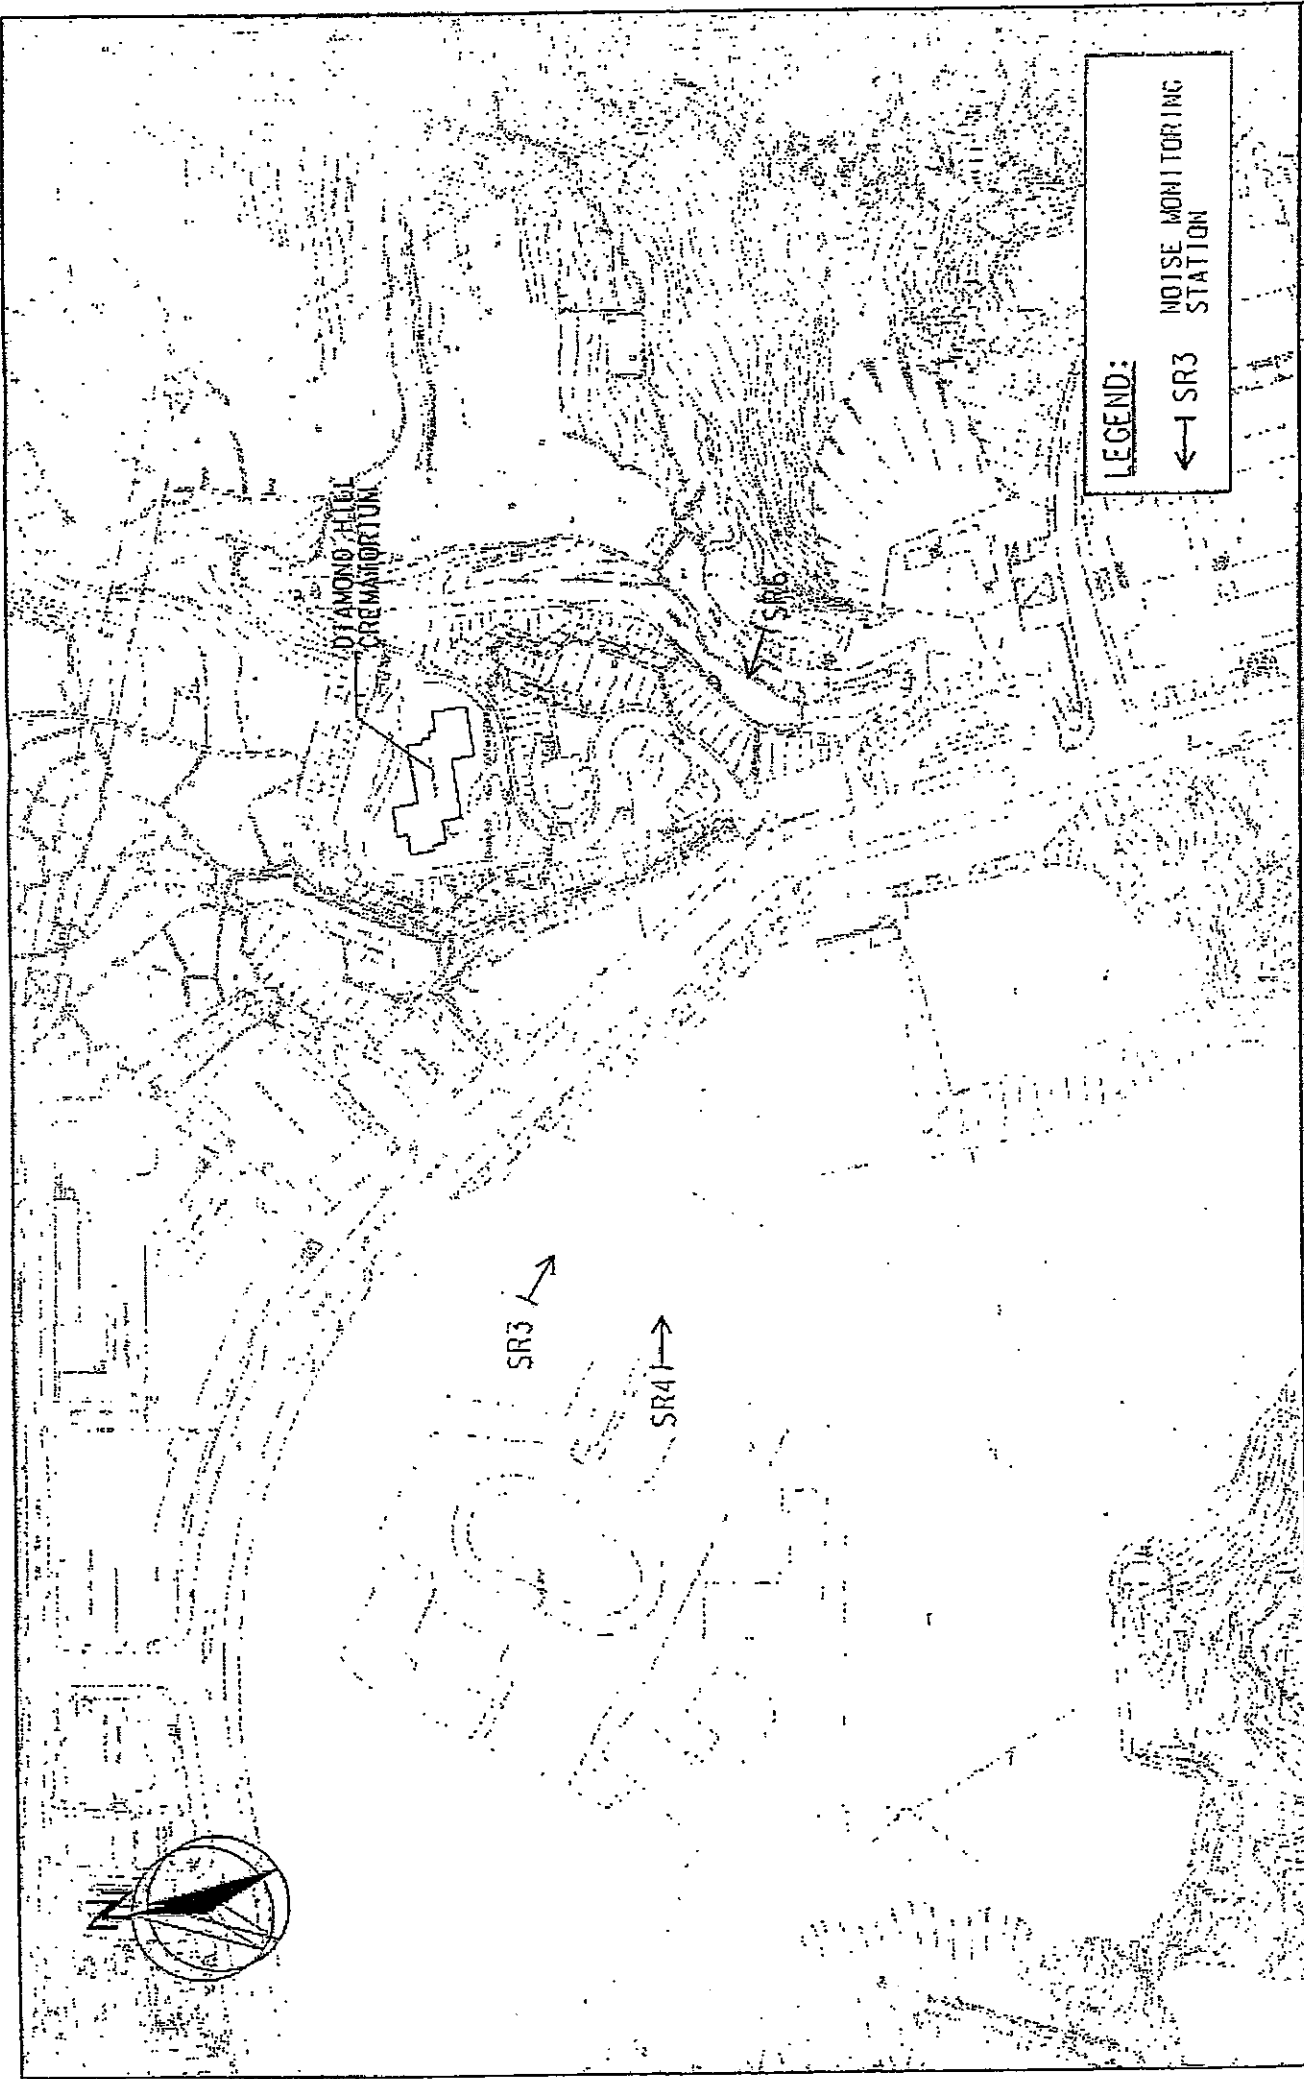 N
DIAMOND HILL
CREMATORIUM
SR3
SR4
SR6
LEGEND:
SR3 NOISE MONITORING
STATION